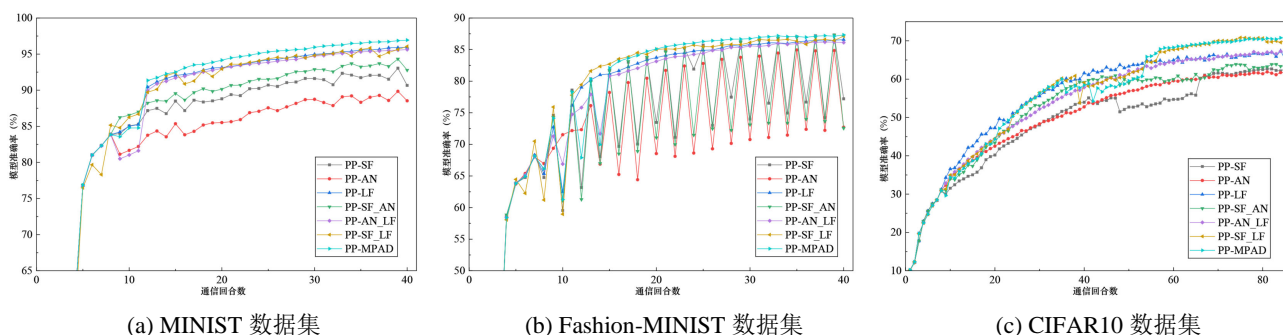 模型准确率 (%)
100
95
90
85
80
75
70
65
0
10
20
30
40
通信回合数
PP-SF
PP-AN
PP-LF
PP-SF_AN
PP-AN_LF
PP-SF_LF
PP-MPAD
(a) MINIST 数据集
模型准确率 (%)
90
85
80
75
70
65
60
55
50
0
10
20
30
40
通信回合数
PP-SF
PP-AN
PP-LF
PP-SF_AN
PP-AN_LF
PP-SF_LF
PP-MPAD
(b) Fashion-MINIST 数据集
模型准确率 (%)
70
60
50
40
30
20
10
0
20
40
60
80
通信回合数
PP-SF
PP-AN
PP-LF
PP-SF_AN
PP-AN_LF
PP-SF_LF
PP-MPAD
(c) CIFAR10 数据集